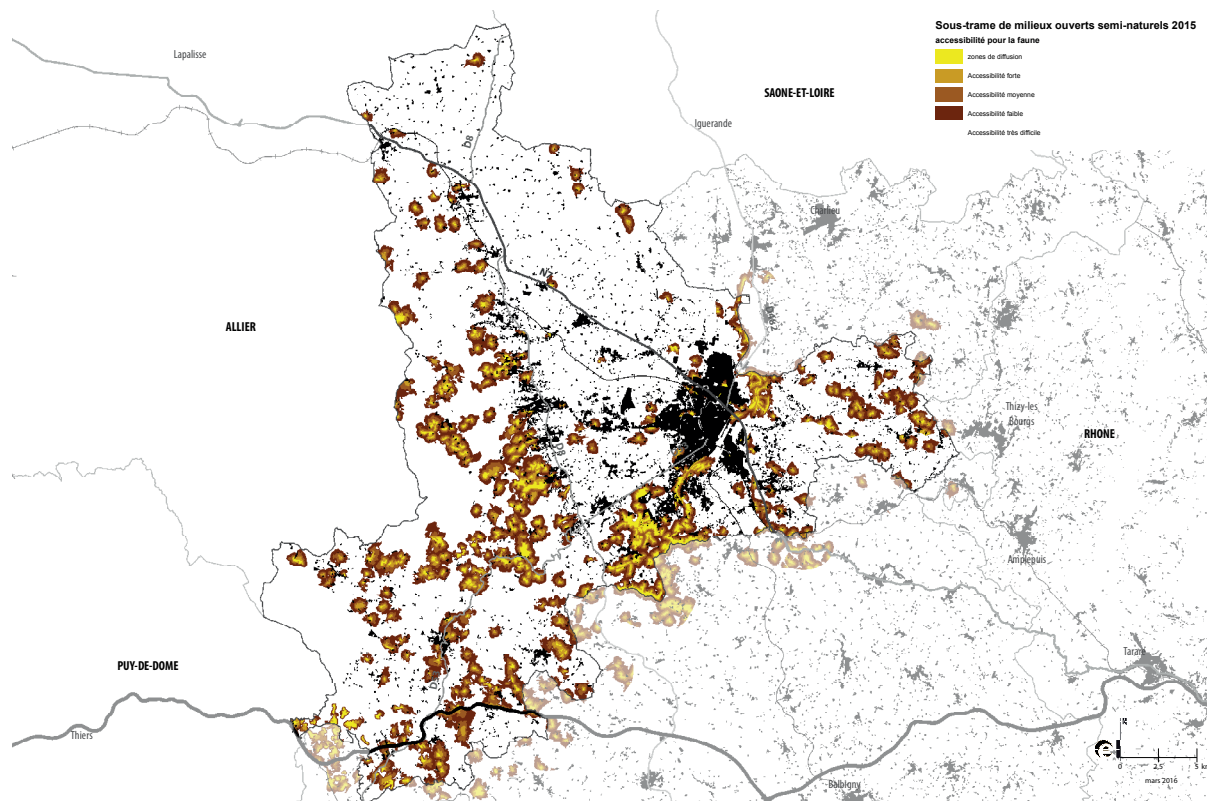 Sous-trame de milieux ouverts semi-naturels 2015
accessibilité pour la faune
zones de diffusion
Accessibilité forte
Accessibilité moyenne
Accessibilité faible
Accessibilité très difficile
Lapalisse
SAONE-ET-LOIRE
Iguerande
D8
Charlieu
ALLIER
Thizy-les
Bourgs
RHONE
D8
Amplepuis
PUY-DE-DOME
Tarare
Thiers
Balbigny
0
2,5
5 km
mars 2016